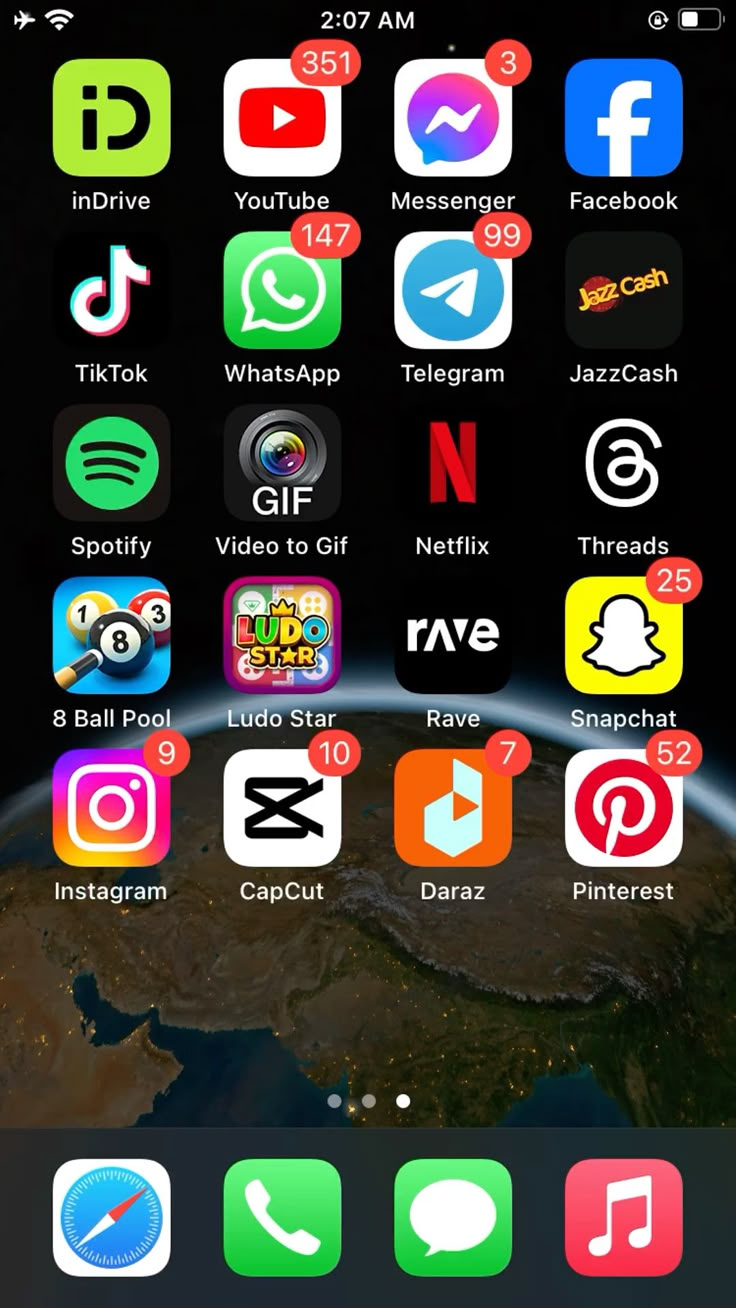 2:07 AM
351
3
iD
inDrive
YouTube
Messenger
Facebook
147
99
Jazz Cash
TikTok
WhatsApp
Telegram
JazzCash
GIF
Spotify
Video to Gif
Netflix
Threads
25
1
3
8
LUDO
STAR
rave
8 Ball Pool
Ludo Star
Rave
Snapchat
9
10
7
52
Instagram
CapCut
Daraz
Pinterest